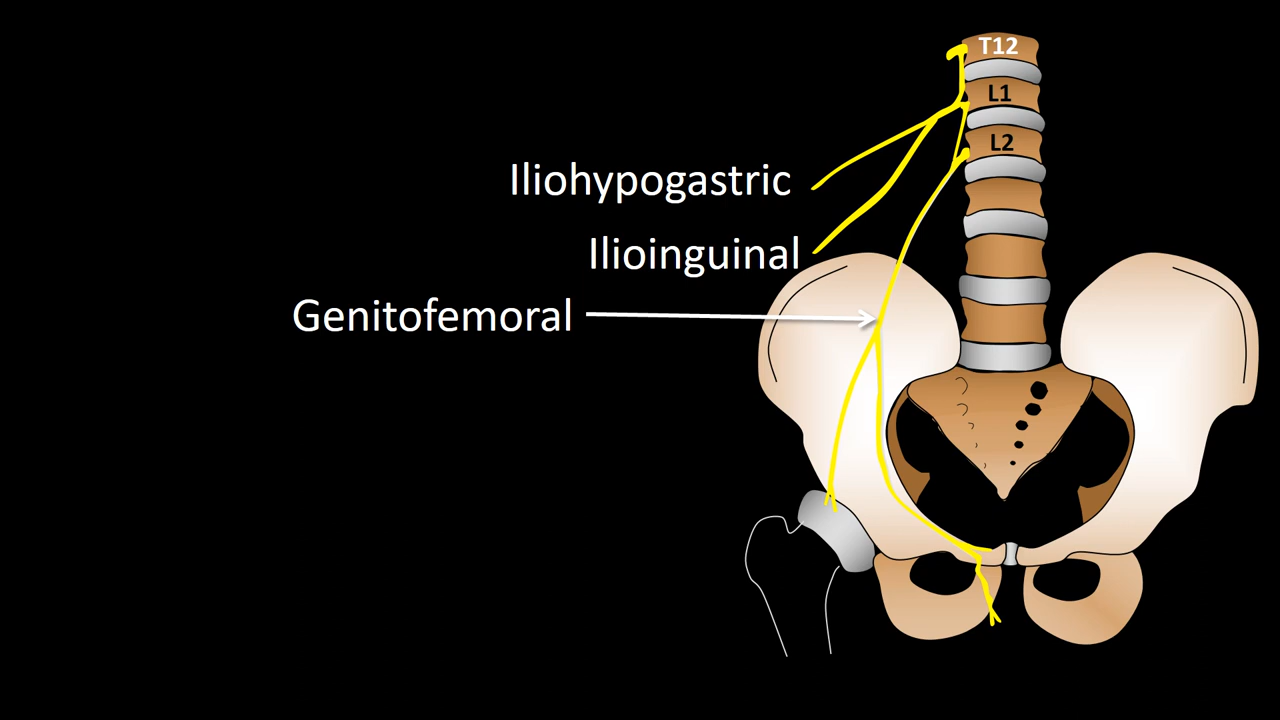 T12
L1
L2
Iliohypogastric
Ilioinguinal
Genitofemoral